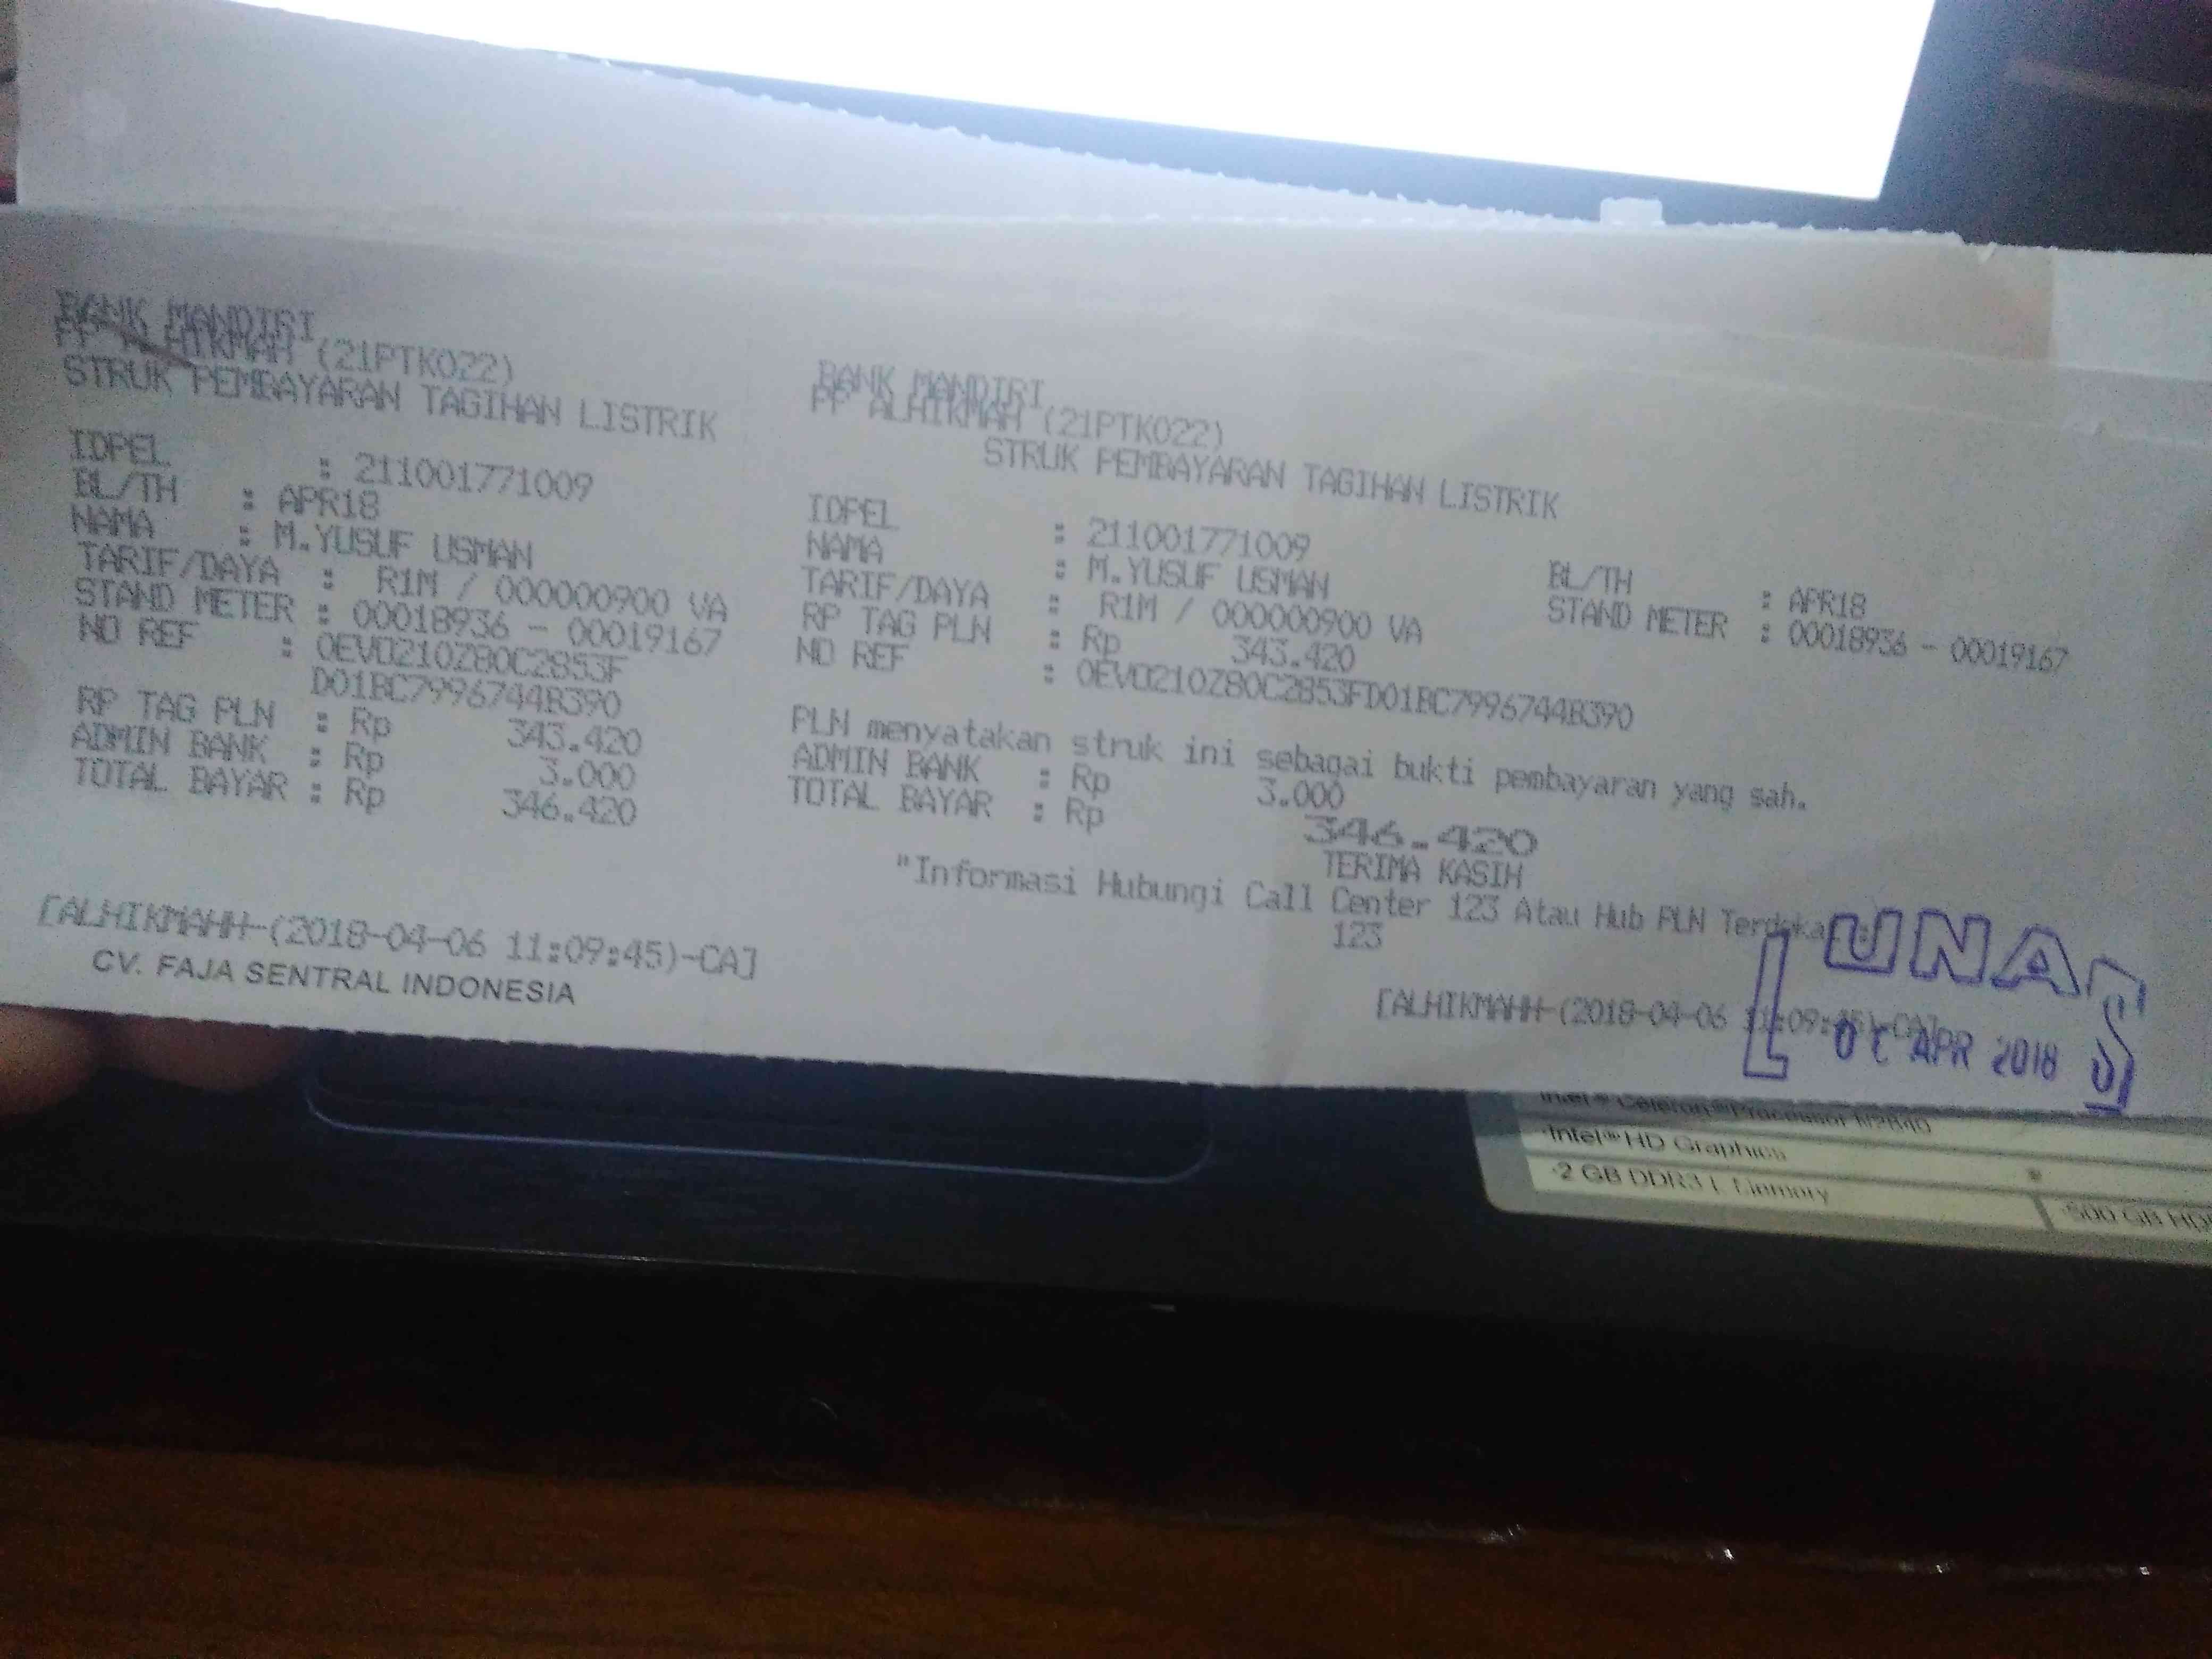 BANK MANDIRI
PP ALHIKMAH (21PTK022)
STRUK PEMBAYARAN TAGIHAN LISTRIK
IDPEL : 211001771009
BL/TH : APR18
NAMA : M.YUSUF USMAN
TARIF/DAYA : R1M / 000000900 VA
STAND METER : 00018936 - 00019167
NO REF : 0EVO210Z80C2853F
D01BC7996744B390
RP TAG PLN : Rp 343.420
ADMIN BANK : Rp 3.000
TOTAL BAYAR : Rp 346.420
[ALHIKMAHH-(2018-04-06 11:09:45)-CA]
CV. FAJA SENTRAL INDONESIA
BANK MANDIRI
PP ALHIKMAH (21PTK022)
STRUK PEMBAYARAN TAGIHAN LISTRIK
IDPEL : 211001771009
NAMA : M.YUSUF USMAN
TARIF/DAYA : R1M / 000000900 VA
RP TAG PLN : Rp 343.420
NO REF : 0EVO210Z80C2853FD01BC7996744B390
BL/TH : APR18
STAND METER : 00018936 - 00019167
PLN menyatakan struk ini sebagai bukti pembayaran yang sah.
ADMIN BANK : Rp 3.000
TOTAL BAYAR : Rp 346.420
TERIMA KASIH
"Informasi Hubungi Call Center 123 Atau Hub PLN
123
[ALHIKMAHH-(2018-04-06 11:09:45)-CA]
LUNAS
APR 2018
Intel® Celeron® Processor
Intel® HD Graphics
2 GB DDR3 L Memory
500 GB